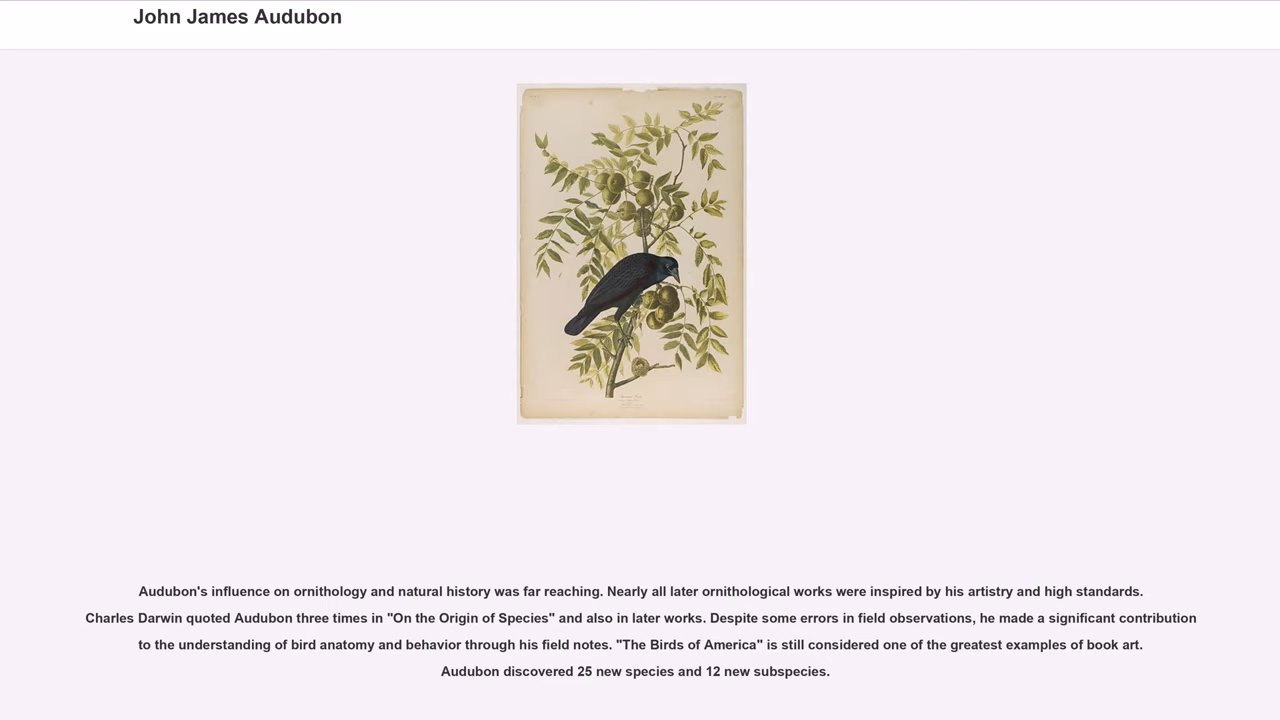 John James Audubon
Audubon's influence on ornithology and natural history was far reaching. Nearly all later ornithological works were inspired by his artistry and high standards.
Charles Darwin quoted Audubon three times in "On the Origin of Species" and also in later works. Despite some errors in field observations, he made a significant contribution
to the understanding of bird anatomy and behavior through his field notes. "The Birds of America" is still considered one of the greatest examples of book art.
Audubon discovered 25 new species and 12 new subspecies.